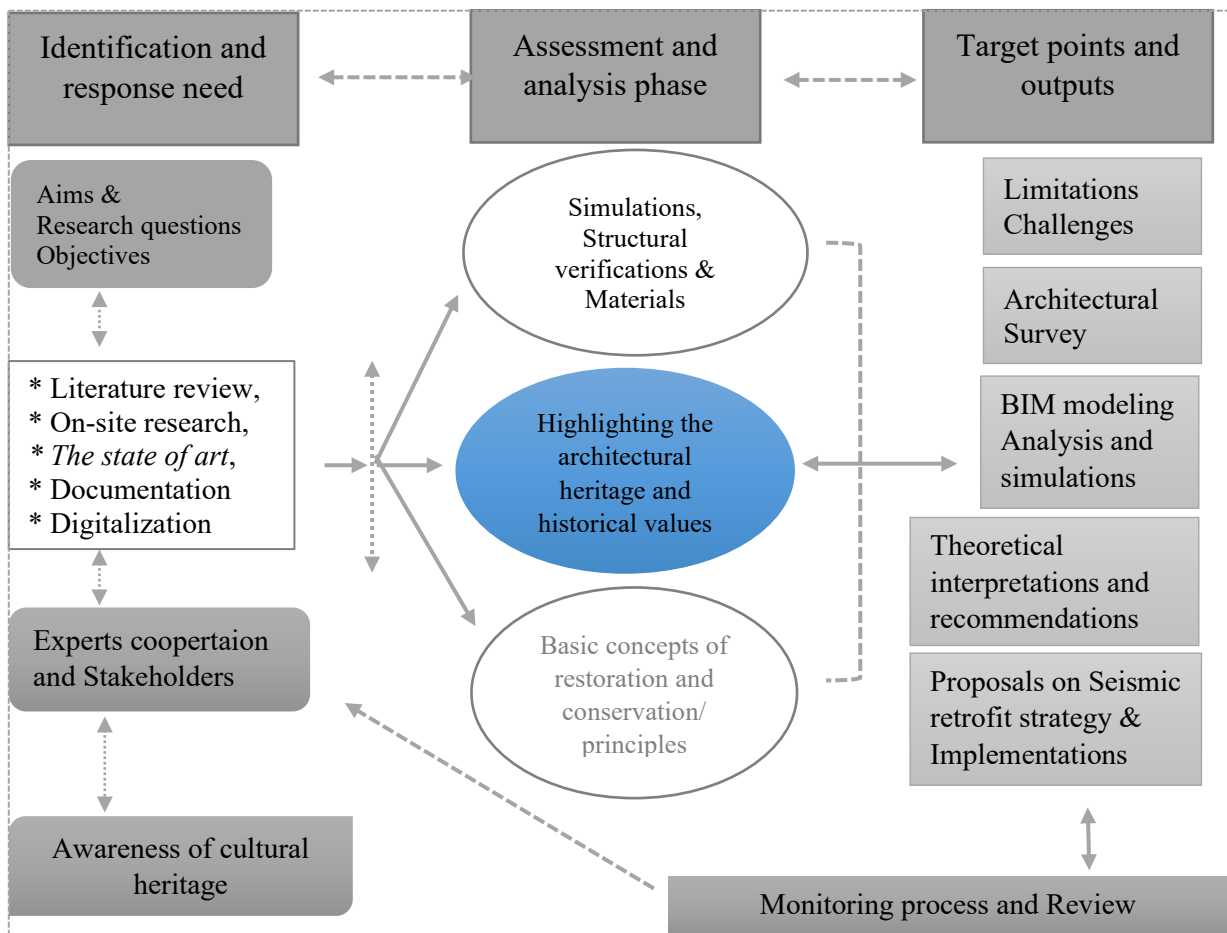 Identification and
response need
Assessment and
analysis phase
Target points and
outputs
Aims &
Research questions
Objectives
* Literature review,
* On-site research,
* The state of art,
* Documentation
* Digitalization
Experts coopertaion
and Stakeholders
Awareness of cultural
heritage
Simulations,
Structural
verifications &
Materials
Highlighting the
architectural
heritage and
historical values
Basic concepts of
restoration and
conservation/
principles
Limitations
Challenges
Architectural
Survey
BIM modeling
Analysis and
simulations
Theoretical
interpretations and
recommendations
Proposals on Seismic
retrofit strategy &
Implementations
Monitoring process and Review